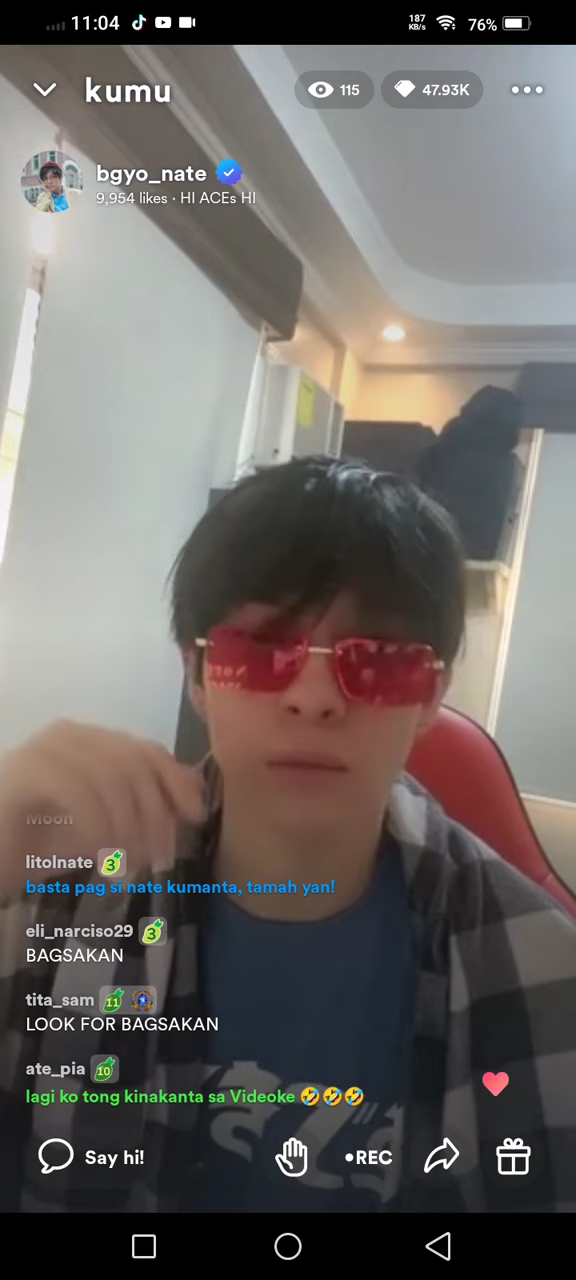 11:04
187
KB/s
76%
kumu
115
47.93K
bgyo_nate
9,954 likes · HI ACEs HI
Moon
litolnate 3
basta pag si nate kumanta, tamah yan!
eli_narciso29 3
BAGSAKAN
tita_sam 11
LOOK FOR BAGSAKAN
ate_pia 10
lagi ko tong kinakanta sa Videoke 🤣🤣🤣
Say hi!
•REC